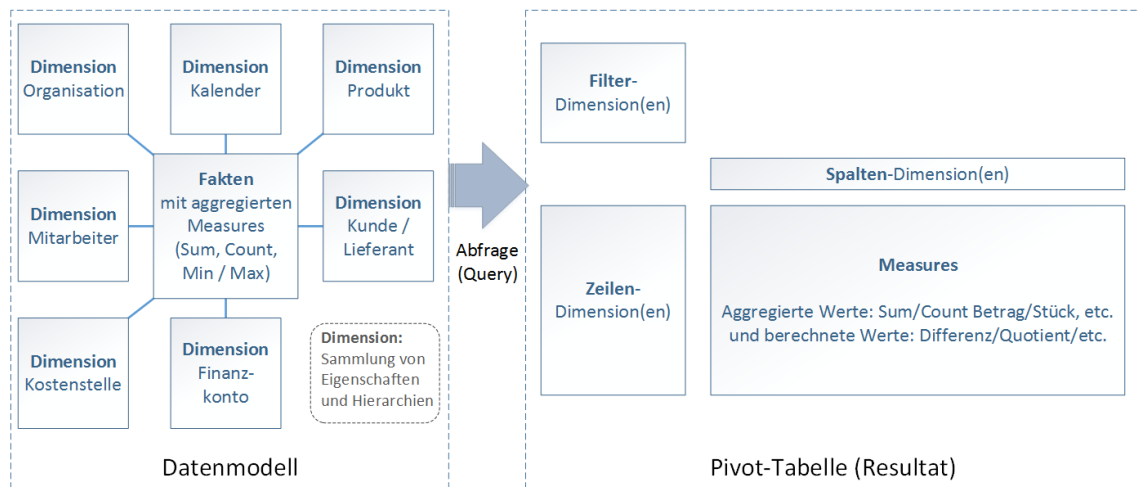 Dimension
Organisation
Dimension
Kalender
Dimension
Produkt
Dimension
Mitarbeiter
Fakten
mit aggregierten
Measures
(Sum, Count,
Min / Max)
Dimension
Kunde /
Lieferant
Dimension
Kostenstelle
Dimension
Finanz-
konto
Dimension:
Sammlung von
Eigenschaften
und Hierarchien
Datenmodell
Abfrage
(Query)
Filter-
Dimension(en)
Spalten-Dimension(en)
Zeilen-
Dimension(en)
Measures
Aggregierte Werte: Sum/Count Betrag/Stück, etc.
und berechnete Werte: Differenz/Quotient/etc.
Pivot-Tabelle (Resultat)